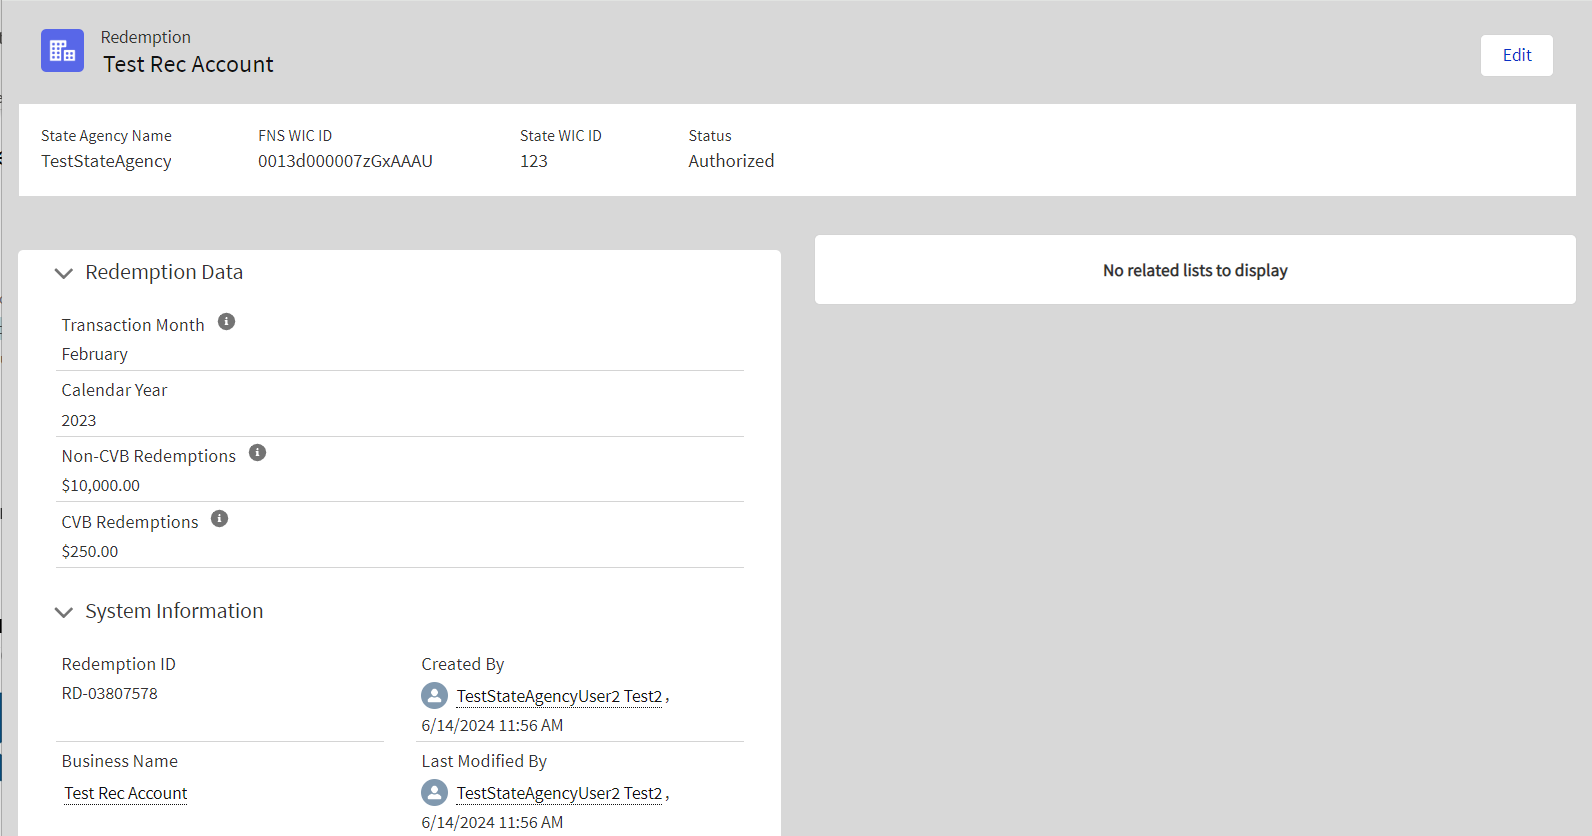 Redemption
Test Rec Account
Edit
State Agency Name
TestStateAgency
FNS WIC ID
0013d000007zGxAAAU
State WIC ID
123
Status
Authorized
Redemption Data
Transaction Month
February
Calendar Year
2023
Non-CVB Redemptions
$10,000.00
CVB Redemptions
$250.00
No related lists to display
System Information
Redemption ID
RD-03807578
Created By
TestStateAgencyUser2 Test2,
6/14/2024 11:56 AM
Business Name
Test Rec Account
Last Modified By
TestStateAgencyUser2 Test2,
6/14/2024 11:56 AM